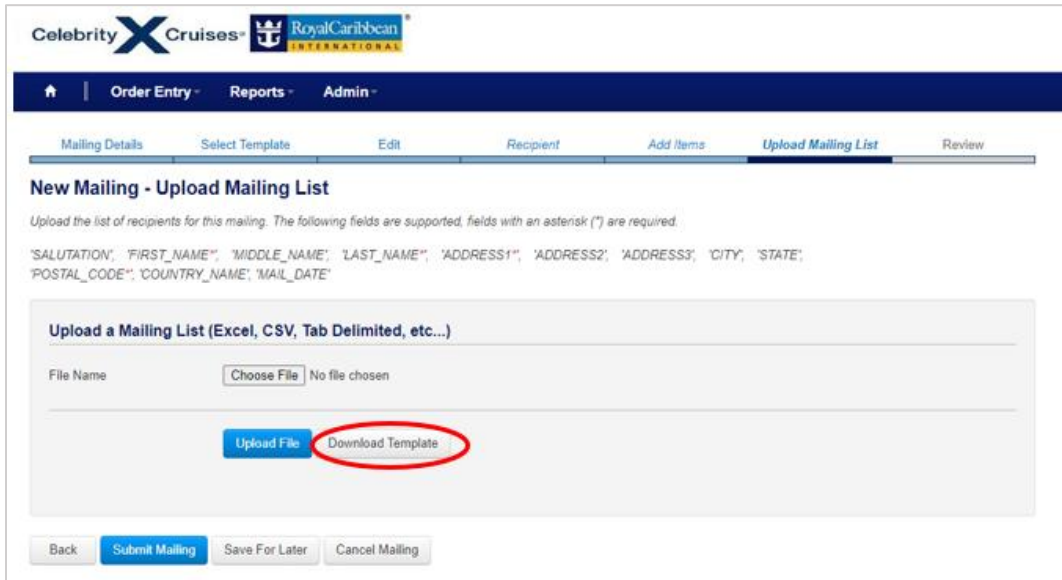 Celebrity X Cruises® RoyalCaribbean®
INTERNATIONAL
Order Entry Reports Admin
Mailing Details Select Template Edit Recipient Add Items Upload Mailing List Review
New Mailing - Upload Mailing List
Upload the list of recipients for this mailing. The following fields are supported, fields with an asterisk (*) are required.
'SALUTATION', 'FIRST_NAME*', 'MIDDLE_NAME', 'LAST_NAME*', 'ADDRESS1*', 'ADDRESS2', 'ADDRESS3', 'CITY', 'STATE',
'POSTAL_CODE*', 'COUNTRY_NAME', 'MAIL_DATE'
Upload a Mailing List (Excel, CSV, Tab Delimited, etc...)
File Name Choose File No file chosen
Upload File Download Template
Back Submit Mailing Save For Later Cancel Mailing